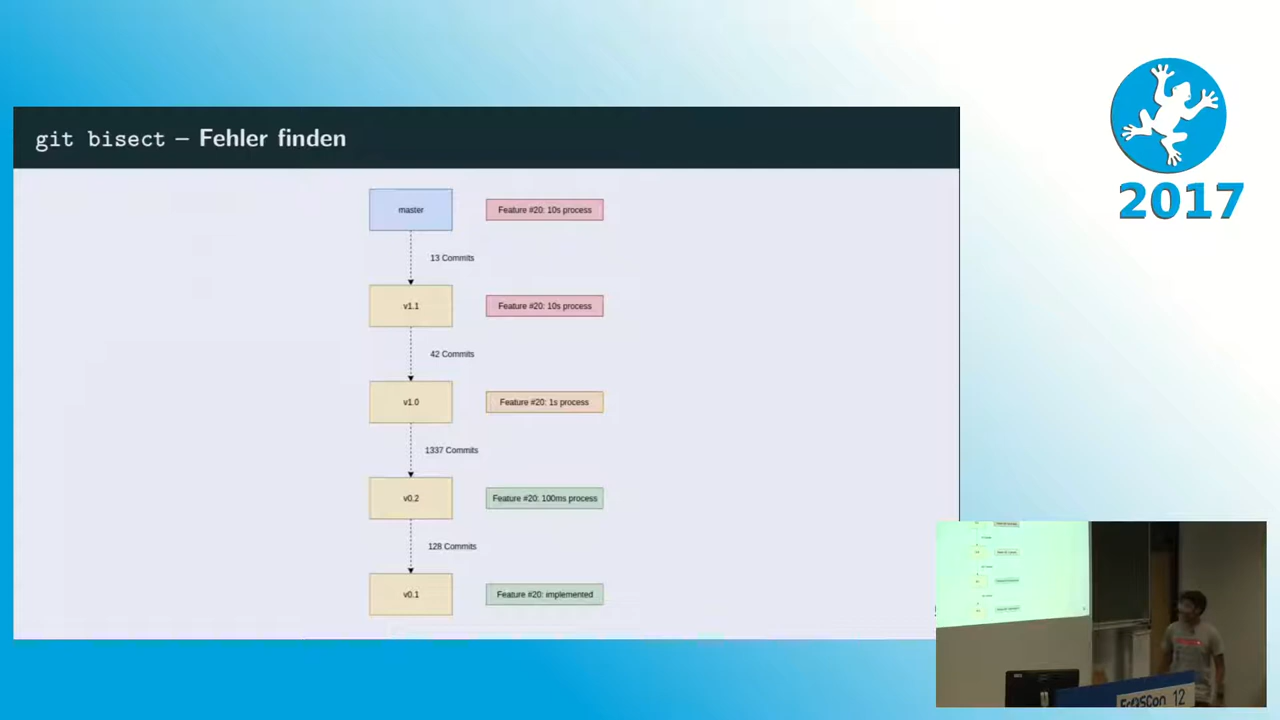 git bisect – Fehler finden
master
Feature #20: 10s process
13 Commits
v1.1
Feature #20: 10s process
42 Commits
v1.0
Feature #20: 1s process
1337 Commits
v0.2
Feature #20: 100ms process
128 Commits
v0.1
Feature #20: implemented
2017
FrOSCon 12